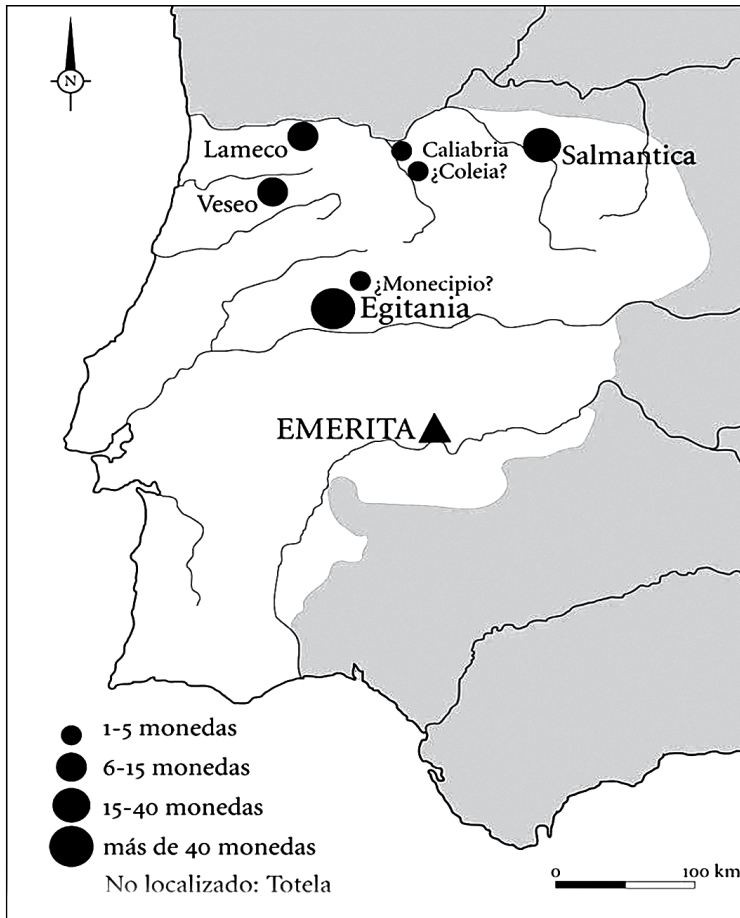 N
Lameco
Caliabria
¿Coleia?
Salmantica
Veseo
¿Monecipio?
Egitania
EMERITA
1-5 monedas
6-15 monedas
15-40 monedas
más de 40 monedas
No localizado: Totela
0 100 km